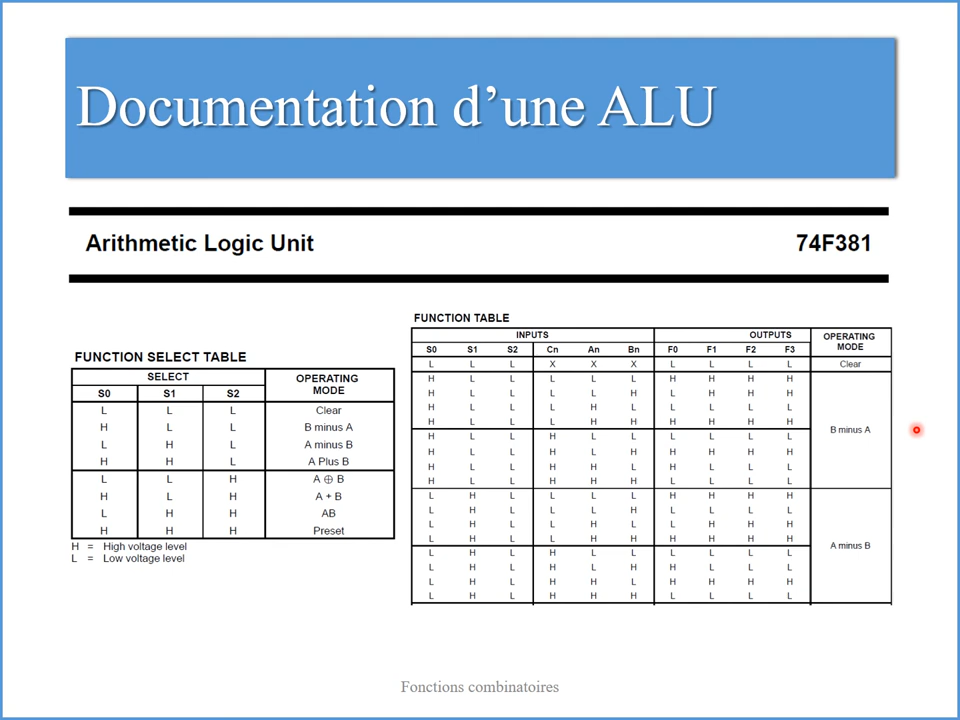 Documentation d’une ALU
Arithmetic Logic Unit 74F381
FUNCTION SELECT TABLE
SELECT OPERATING MODE
S0 S1 S2
L L L Clear
H L L B minus A
L H L A minus B
H H L A Plus B
L L H A ⊕ B
H L H A + B
L H H AB
H H H Preset
H = High voltage level
L = Low voltage level
FUNCTION TABLE
INPUTS OUTPUTS OPERATING MODE
S0 S1 S2 Cn An Bn F0 F1 F2 F3
L L L X X X L L L L Clear
H L L L L L H H H H
H L L L L H L H H H
H L L L H L L L L L
H L L L H H H H H H
B minus A
H L L H L L L L L L
H L L H L H H H H H
H L L H H L H L L L
H L L H H H L L L L
L H L L L L H H H H
L H L L L H L L L L
L H L L H L L H H H
L H L L H H H H H H
A minus B
L H L H L L L L L L
L H L H L H H L L L
L H L H H L H H H H
L H L H H H L L L L
Fonctions combinatoires